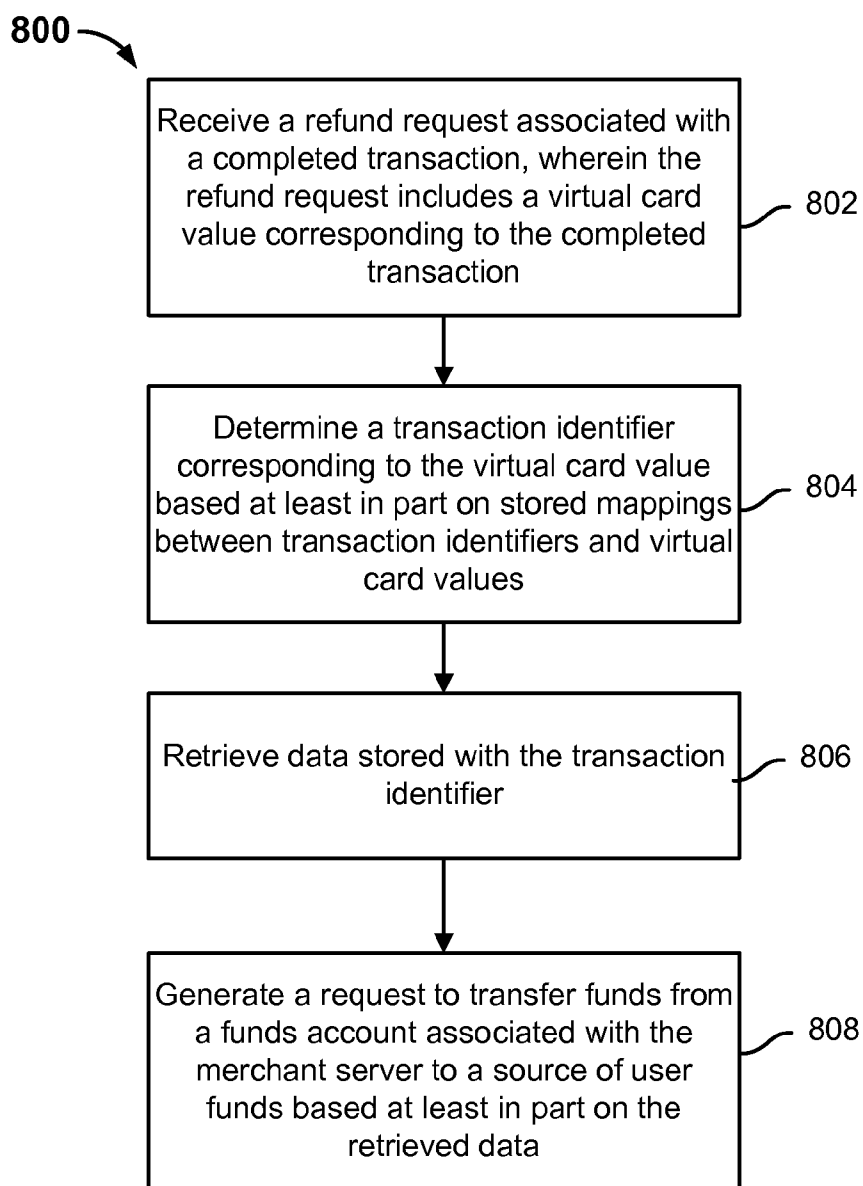 800
Receive a refund request associated with
a completed transaction, wherein the
refund request includes a virtual card
value corresponding to the completed
transaction
802
Determine a transaction identifier
corresponding to the virtual card value
based at least in part on stored mappings
between transaction identifiers and virtual
card values
804
Retrieve data stored with the transaction
identifier
806
Generate a request to transfer funds from
a funds account associated with the
merchant server to a source of user
funds based at least in part on the
retrieved data
808